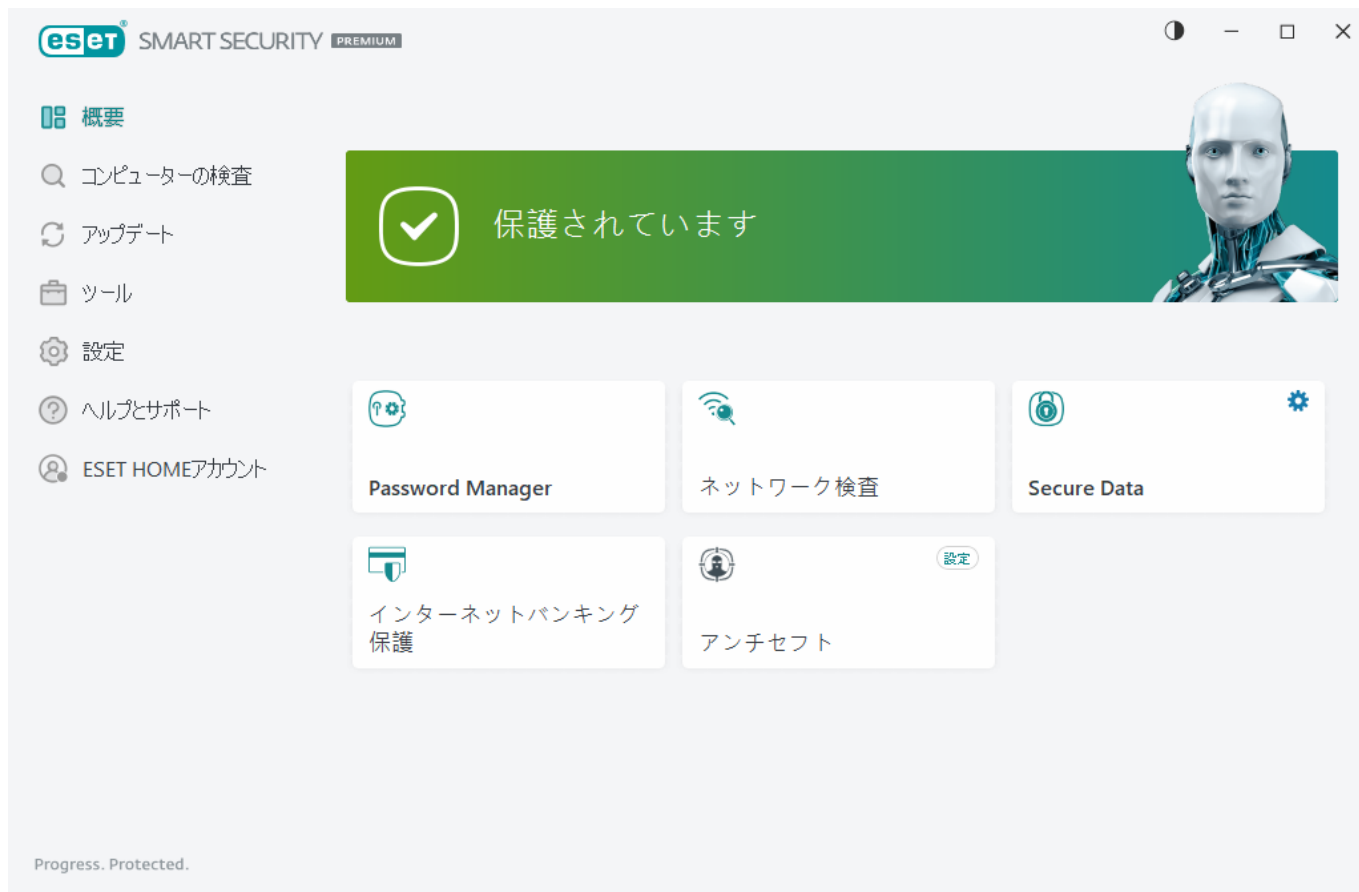 eset® SMART SECURITY PREMIUM
概要
コンピューターの検査
アップデート
ツール
設定
ヘルプとサポート
ESET HOMEアカウント
保護されています
Password Manager
ネットワーク検査
Secure Data
インターネットバンキング
保護
設定
アンチセフト
Progress. Protected.